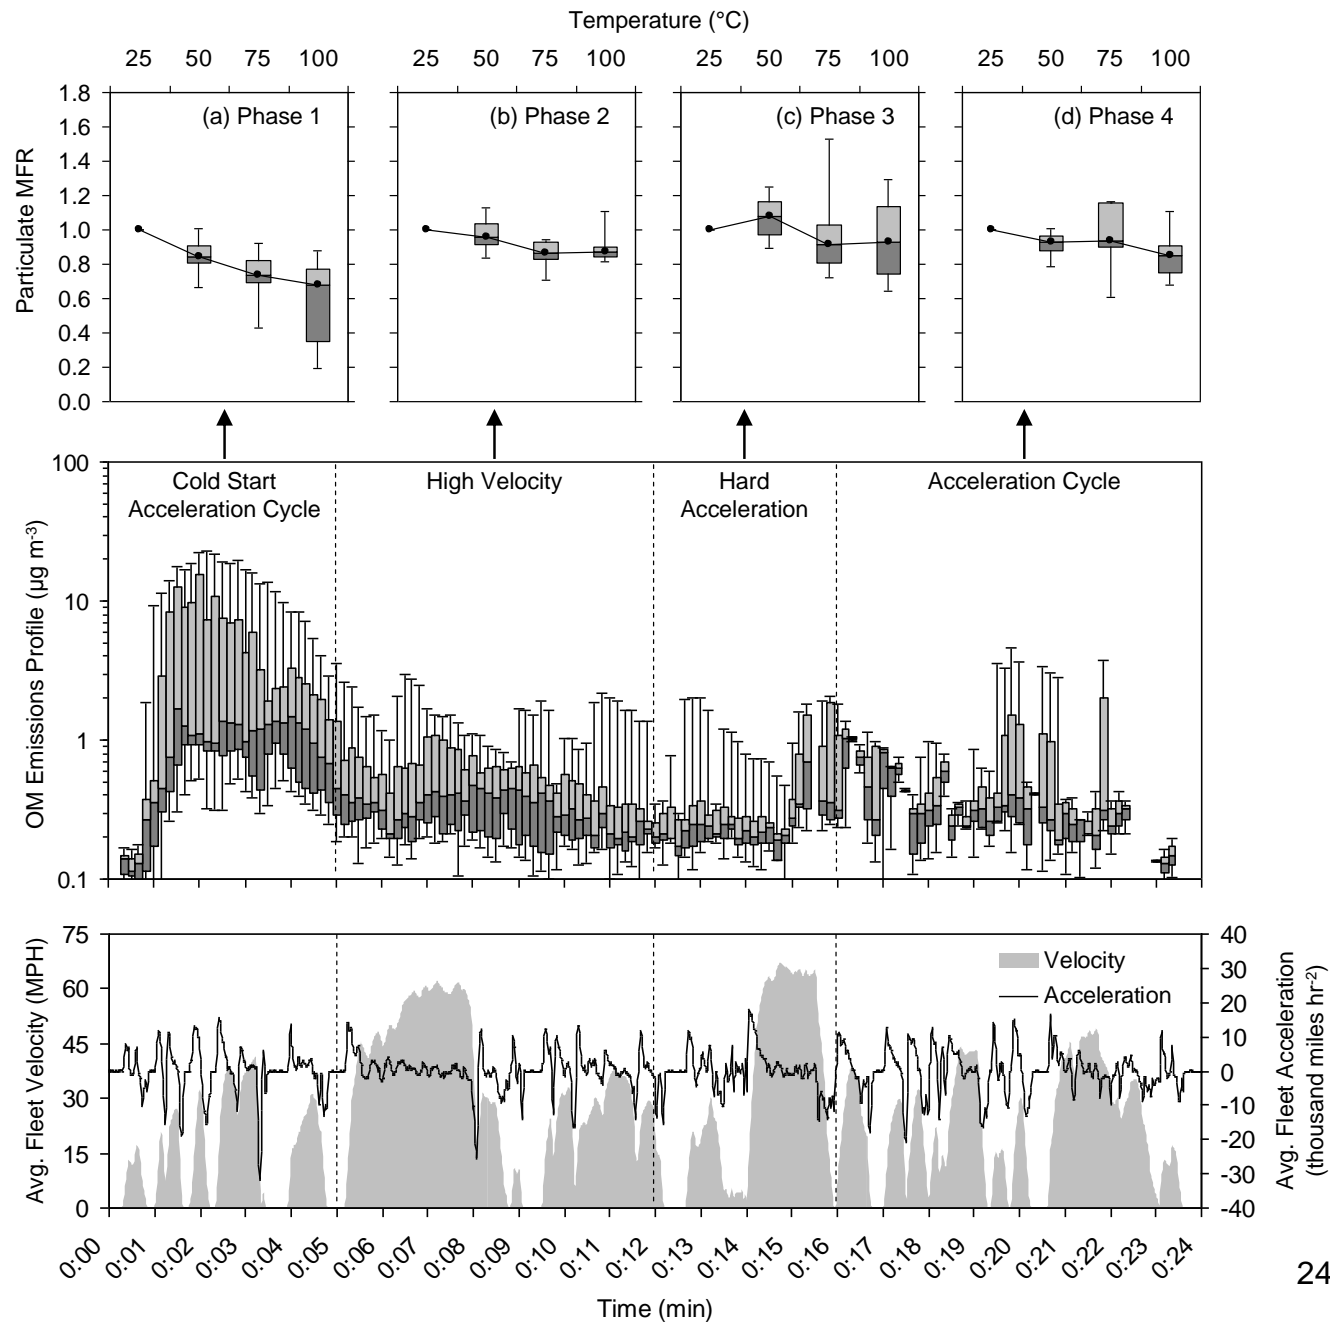 Temperature (°C)
25 50 75 100 25 50 75 100 25 50 75 100 25 50 75 100
(a) Phase 1 (b) Phase 2 (c) Phase 3 (d) Phase 4
Particulate MFR
1.8
1.6
1.4
1.2
1.0
0.8
0.6
0.4
0.2
0.0
Cold Start
Acceleration Cycle
High Velocity
Hard
Acceleration
Acceleration Cycle
OM Emissions Profile (µg m-3)
100
10
1
0.1
Avg. Fleet Velocity (MPH)
75
60
45
30
15
0
Velocity
Acceleration
40
30
20
10
0
-10
-20
-30
-40
Avg. Fleet Acceleration
(thousand miles hr-2)
0:00 0:01 0:02 0:03 0:04 0:05 0:06 0:07 0:08 0:09 0:10 0:11 0:12 0:13 0:14 0:15 0:16 0:17 0:18 0:19 0:20 0:21 0:22 0:23 0:24
Time (min)
24